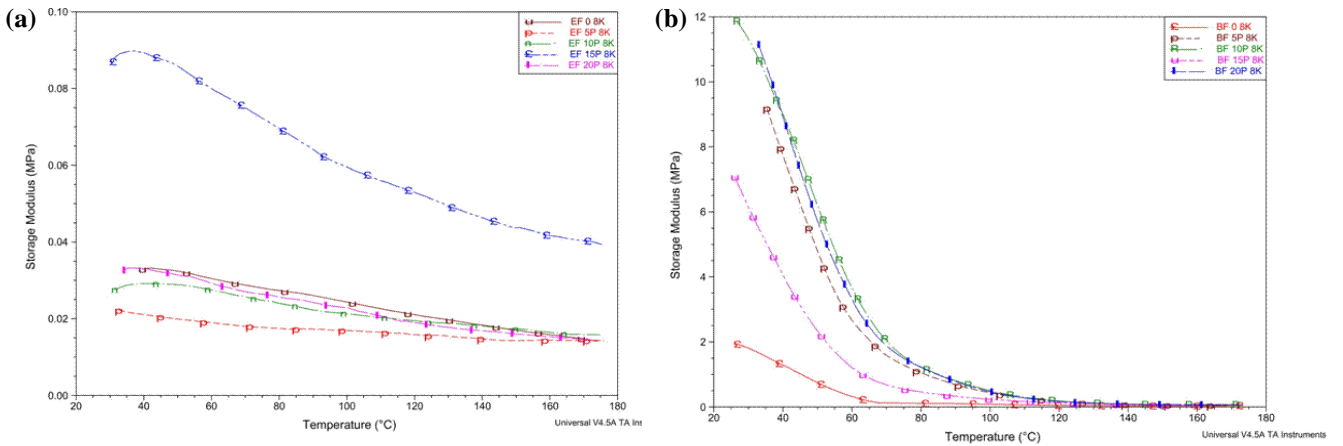 (a)
EF 0 8K
EF 5P 8K
EF 10P 8K
EF 15P 8K
EF 20P 8K
0.10
0.08
0.06
0.04
0.02
0.00
Storage Modulus (MPa)
20 40 60 80 100 120 140 160 180
Temperature (°C)
Universal V4.5A TA Inst
(b)
BF 0 8K
BF 5P 8K
BF 10P 8K
BF 15P 8K
BF 20P 8K
12
10
8
6
4
2
0
Storage Modulus (MPa)
20 40 60 80 100 120 140 160 180
Temperature (°C)
Universal V4.5A TA Instruments